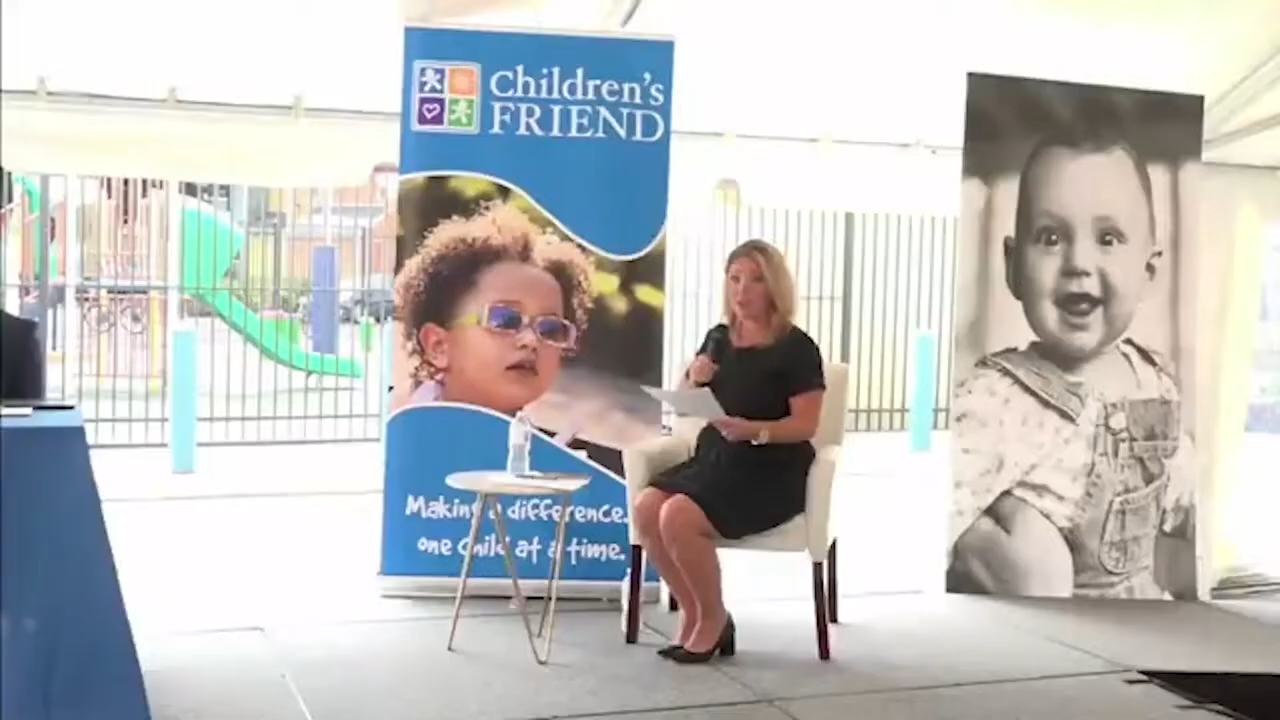 Children's
FRIEND
Making a difference.
one child at a time.